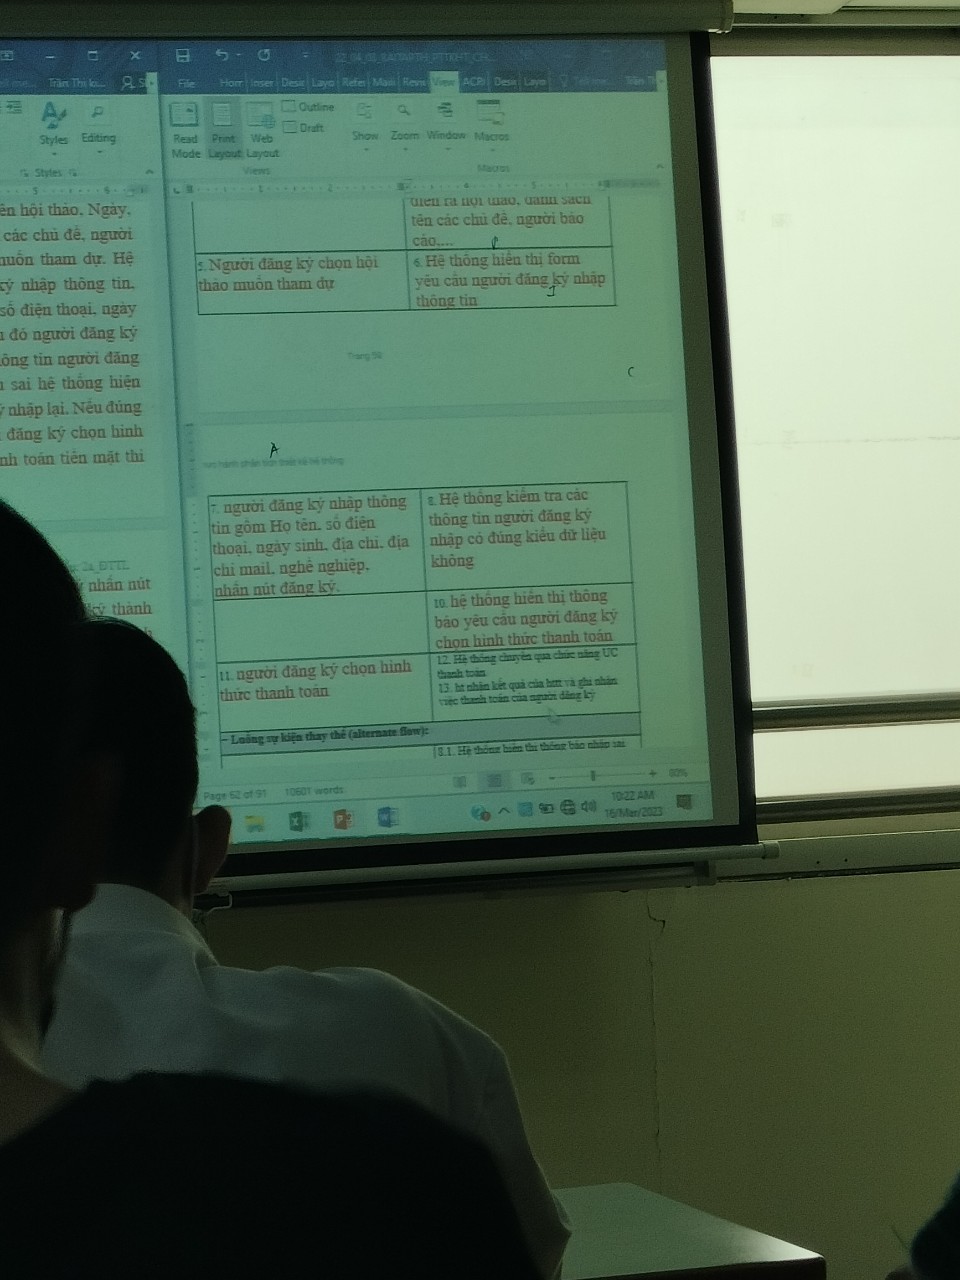 Trần Thị k...
File
Inser
Layo
Refer
View
Layo
Styles
Editing
Read Mode
Print Layout
Web Layout
Outline
Draft
Show
Zoom
Window
Macros
Styles
Views
Macros
ên hội thảo, Ngày,
các chủ đề, người
muốn tham dự. Hệ
ký nhập thông tin,
số điện thoại, ngày
đó người đăng ký
ông tin người đăng
sai hệ thống hiện
nhập lại. Nếu đúng
đăng ký chọn hình
nh toán tiền mặt thì
nhấn nút
ký thành
diễn ra hội thảo, danh sách
tên các chủ đề, người báo
cáo,...
5. Người đăng ký chọn hội
thảo muốn tham dự
6. Hệ thống hiển thị form
yêu cầu người đăng ký nhập
thông tin
7. người đăng ký nhập thông
tin gồm Họ tên, số điện
thoại, ngày sinh, địa chỉ, địa
chỉ mail, nghề nghiệp,
nhấn nút đăng ký.
8. Hệ thống kiểm tra các
thông tin người đăng ký
nhập có đúng kiểu dữ liệu
không
10. hệ thống hiển thị thông
báo yêu cầu người đăng ký
chọn hình thức thanh toán
11. người đăng ký chọn hình
thức thanh toán
12. Hệ thống chuyển qua chức năng UC
thanh toán
13. ht nhận kết quả của htt và ghi nhận
việc thanh toán của người đăng ký
– Luồng sự kiện thay thế (alternate flow):
8.1. Hệ thống hiển thị thông báo nhập sai
Page 62 of 91 10601 words
80%
10:22 AM
16/Mar/2023